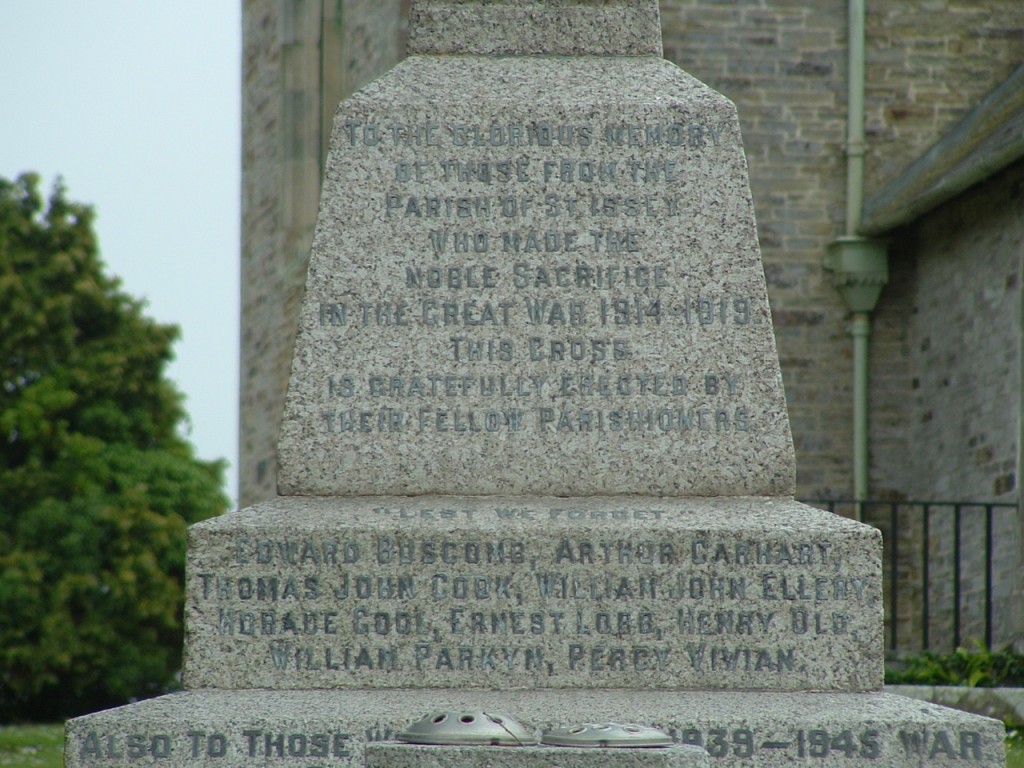 TO THE GLORIOUS MEMORY
OF THOSE FROM THE
PARISH OF ST ISSEY
WHO MADE THE
NOBLE SACRIFICE
IN THE GREAT WAR 1914-1919
THIS CROSS
IS GRATEFULLY ERECTED BY
THEIR FELLOW PARISHIONERS
"LEST WE FORGET"
EDWARD BUSCOMB, ARTHUR CARHART,
THOMAS JOHN COOK, WILLIAM JOHN ELLERY,
HORACE GOOL, ERNEST LOBB, HENRY OLD,
WILLIAM PARKYN, PERCY VIVIAN.
ALSO TO THOSE W 939-1945 WAR